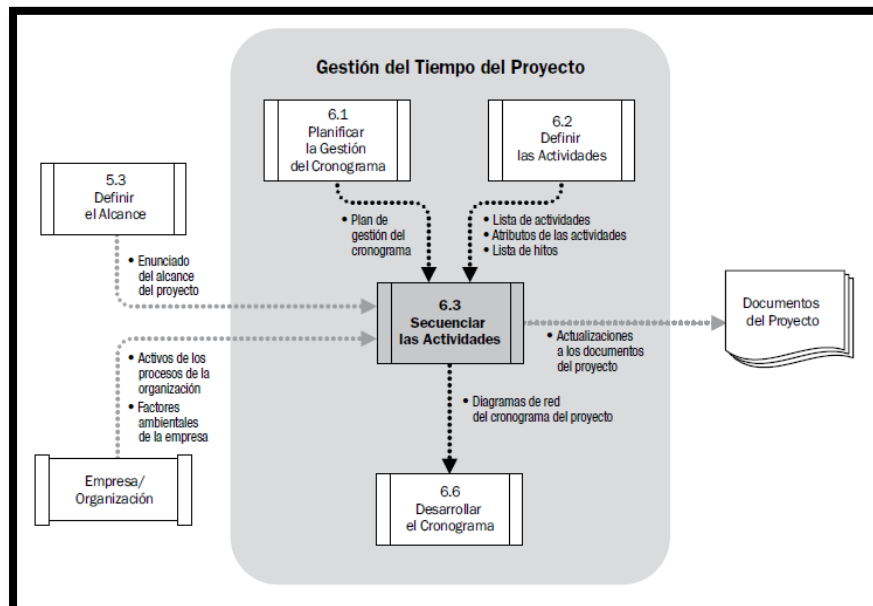 Gestión del Tiempo del Proyecto
6.1
Planificar
la Gestión
del Cronograma
6.2
Definir
las Actividades
5.3
Definir
el Alcance
• Plan de
gestión del
cronograma
• Lista de actividades
• Atributos de las actividades
• Lista de hitos
• Enunciado
del alcance
del proyecto
6.3
Secuenciar
las Actividades
Documentos
del Proyecto
• Activos de los
procesos de la
organización
• Factores
ambientales
de la empresa
• Actualizaciones
a los documentos
del proyecto
• Diagramas de red
del cronograma del proyecto
Empresa/
Organización
6.6
Desarrollar
el Cronograma